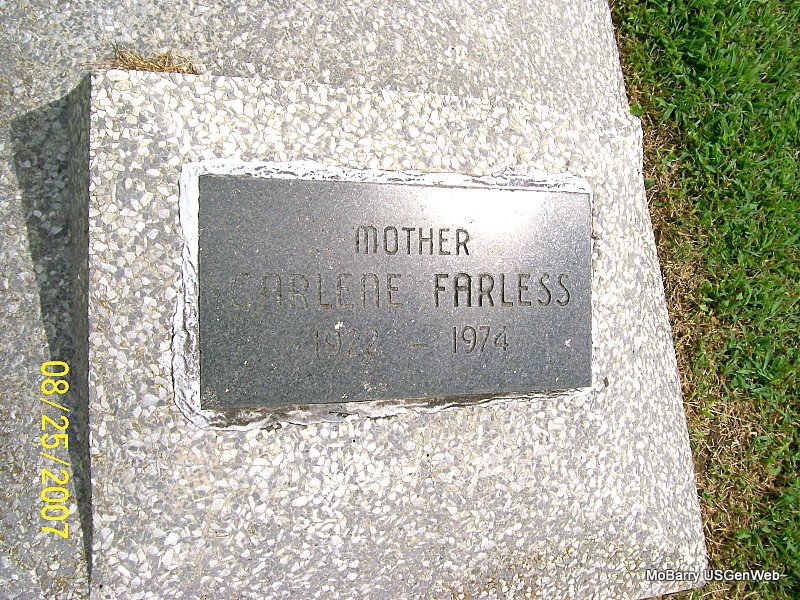 MOTHER
CARLENE FARLESS
1922 – 1974
08/25/2007
MoBarry USGenWeb